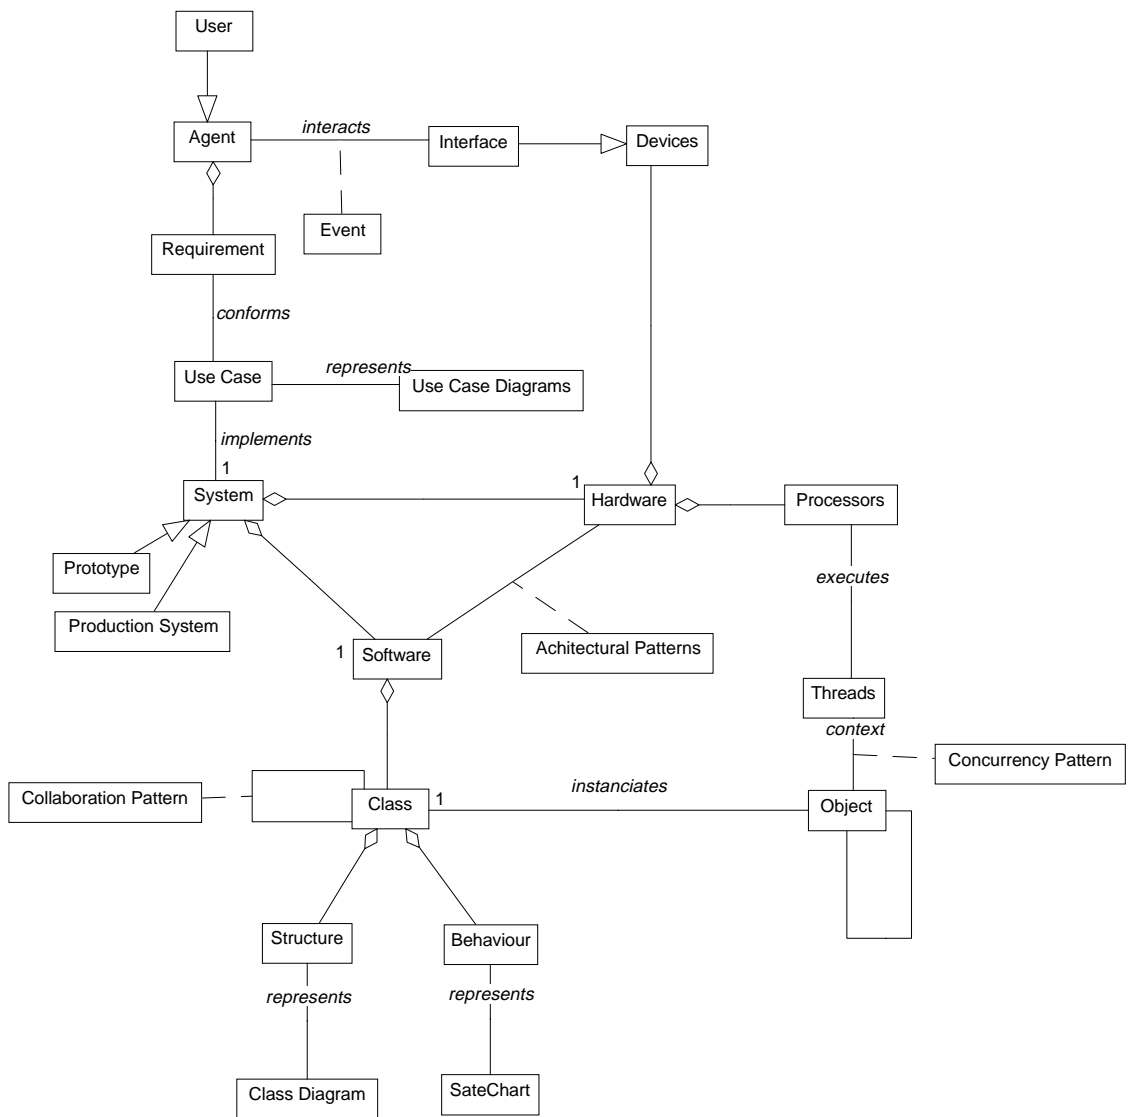 User
Agent
interacts
Interface
Devices
Event
Requirement
conforms
Use Case
represents
Use Case Diagrams
implements
1
System
1
Hardware
Processors
Prototype
executes
Production System
1
Software
Achitectural Patterns
Threads
context
Concurrency Pattern
Collaboration Pattern
Class
1
instanciates
Object
Structure
Behaviour
represents
represents
Class Diagram
SateChart